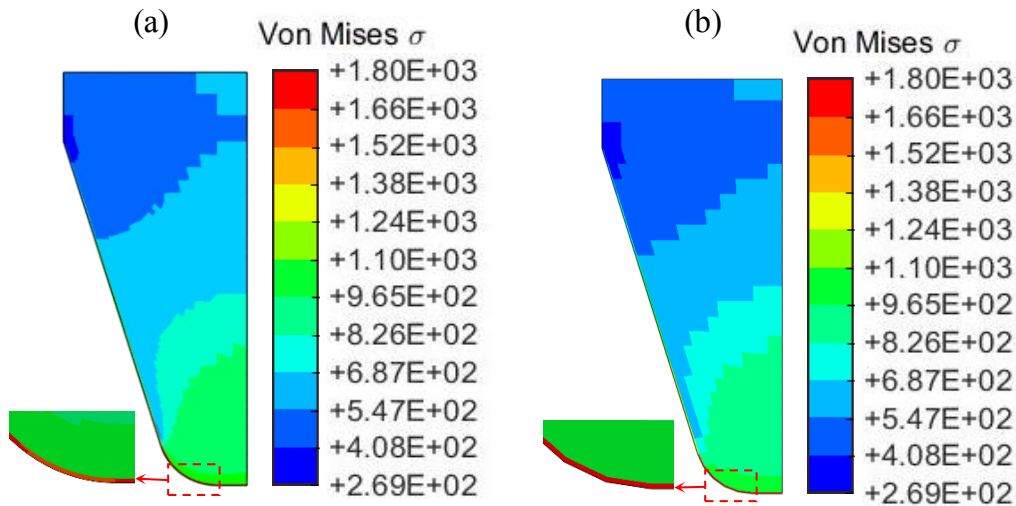 (a)
Von Mises σ
+1.80E+03
+1.66E+03
+1.52E+03
+1.38E+03
+1.24E+03
+1.10E+03
+9.65E+02
+8.26E+02
+6.87E+02
+5.47E+02
+4.08E+02
+2.69E+02
(b)
Von Mises σ
+1.80E+03
+1.66E+03
+1.52E+03
+1.38E+03
+1.24E+03
+1.10E+03
+9.65E+02
+8.26E+02
+6.87E+02
+5.47E+02
+4.08E+02
+2.69E+02